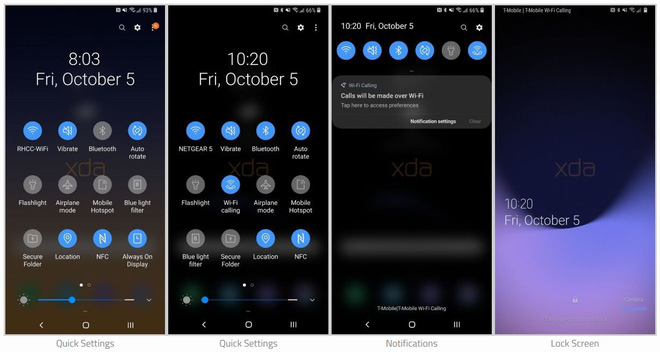 93%
8:03
Fri, October 5
RHCC-WiFi
Vibrate
Bluetooth
Auto
rotate
Flashlight
Airplane
mode
Mobile
Hotspot
Blue light
filter
Secure
Folder
Location
NFC
Always On
Display
xda
Quick Settings
66%
10:20
Fri, October 5
NETGEAR 5
Vibrate
Bluetooth
Auto
rotate
Flashlight
Wi-Fi
calling
Airplane
mode
Mobile
Hotspot
Blue light
filter
Secure
Folder
Location
NFC
xda
Quick Settings
66%
10:20 Fri, October 5
Wi-Fi Calling
Calls will be made over Wi-Fi
Tap here to access preferences
Notification settings
Clear
xda
T-Mobile|T-Mobile Wi-Fi Calling
Notifications
T-Mobile | T-Mobile Wi-Fi Calling
66%
xda
10:20
Fri, October 5
Lock Screen